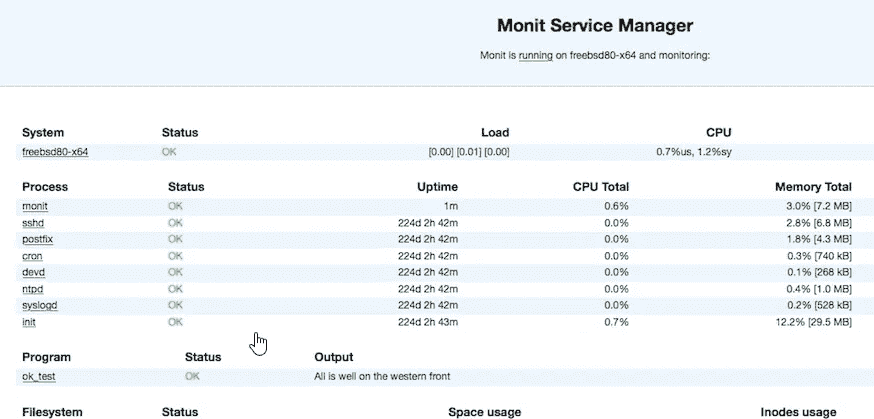 Monit Service Manager
Monit is running on freebsd80-x64 and monitoring:
System Status Load CPU
freebsd80-x64 OK [0.00] [0.01] [0.00] 0.7%us, 1.2%sy
Process Status Uptime CPU Total Memory Total
monit OK 1m 0.6% 3.0% [7.2 MB]
sshd OK 224d 2h 42m 0.0% 2.8% [6.8 MB]
postfix OK 224d 2h 42m 0.0% 1.8% [4.3 MB]
cron OK 224d 2h 42m 0.0% 0.3% [740 kB]
devd OK 224d 2h 42m 0.0% 0.1% [268 kB]
ntpd OK 224d 2h 42m 0.0% 0.4% [1.0 MB]
syslogd OK 224d 2h 42m 0.0% 0.2% [528 kB]
init OK 224d 2h 43m 0.7% 12.2% [29.5 MB]
Program Status Output
ok_test OK All is well on the western front
Filesystem Status Space usage Inodes usage